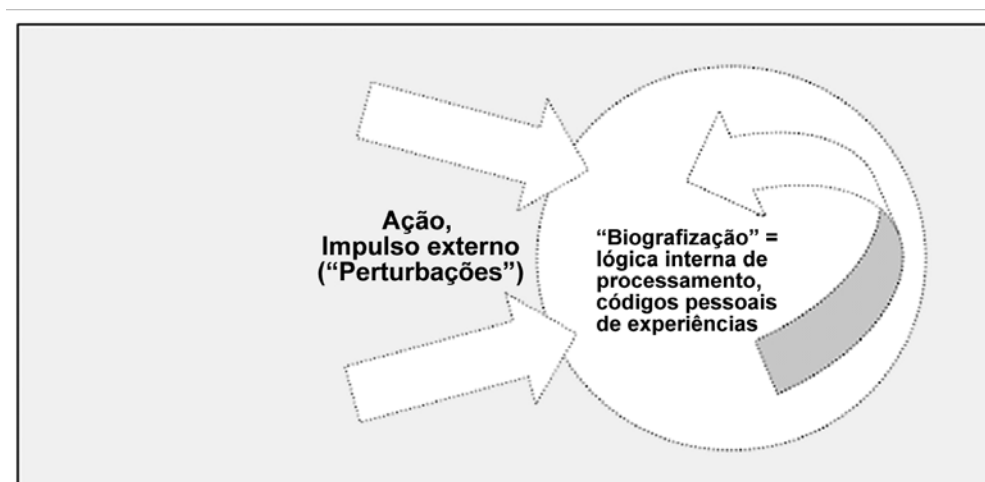 Ação,
Impulso externo
(“Perturbações”)
“Biografização” =
lógica interna de
processamento,
códigos pessoais
de experiências